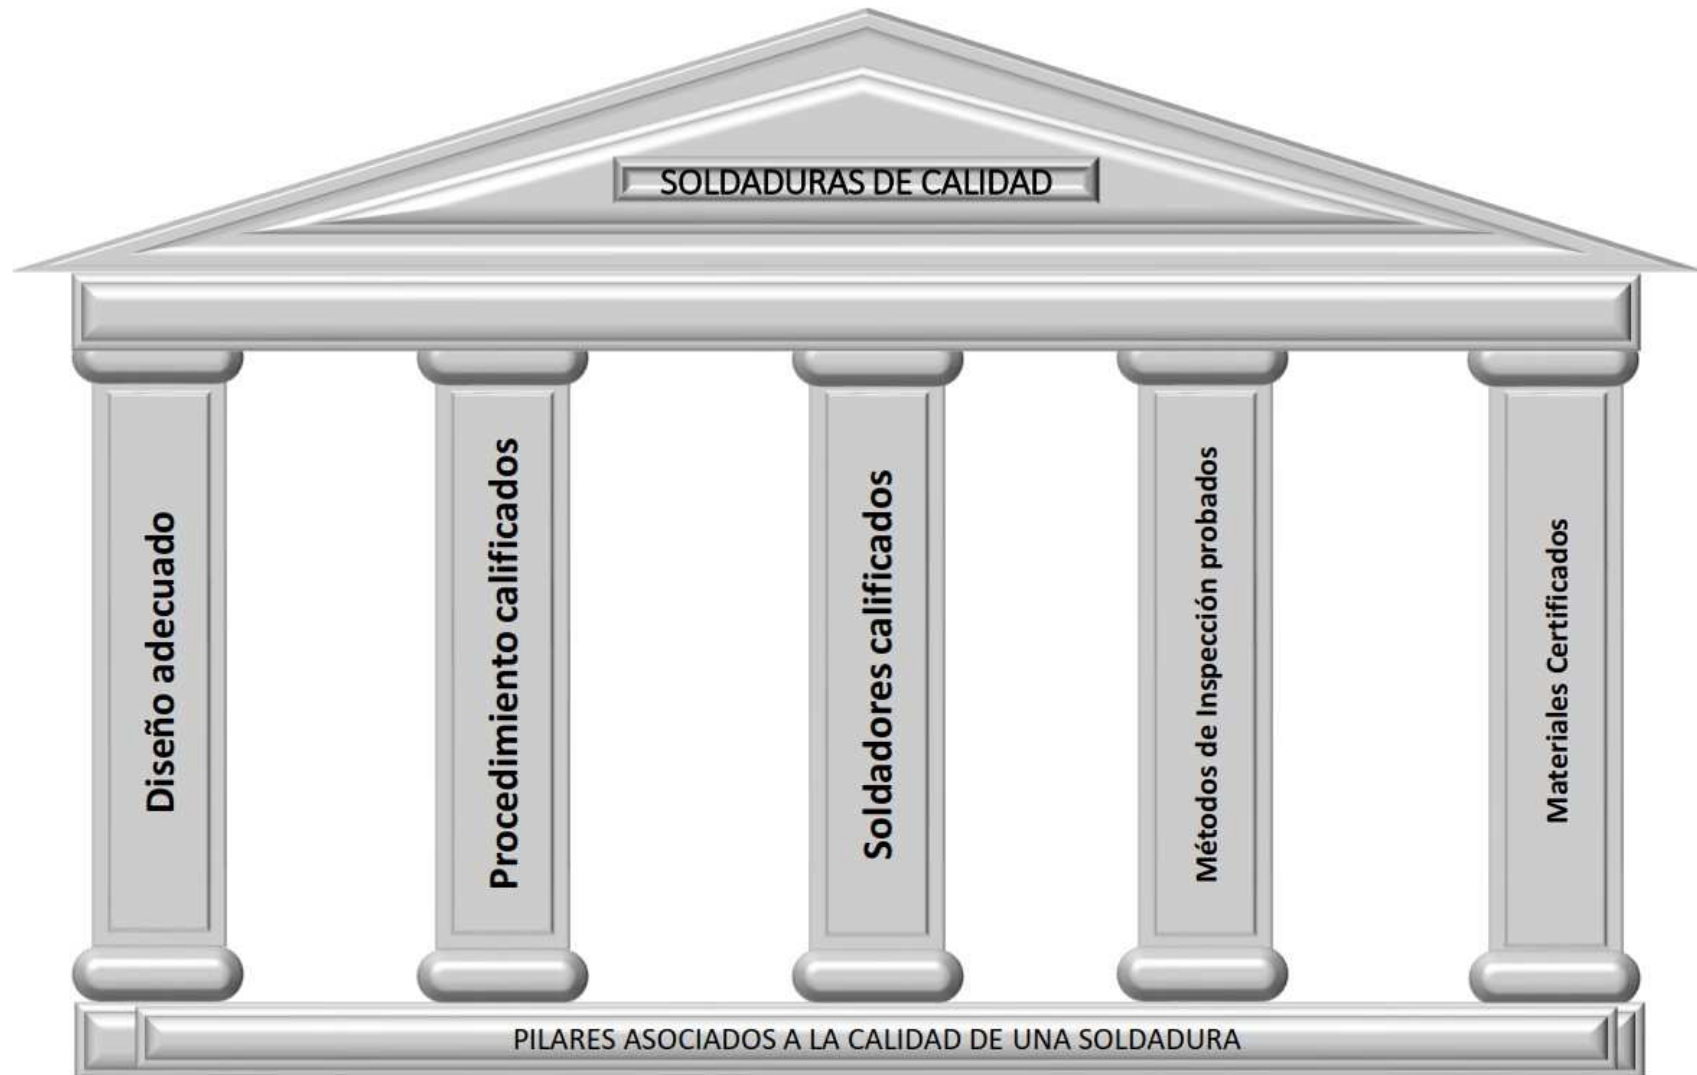 SOLDADURAS DE CALIDAD
Diseño adecuado
Procedimiento calificados
Soldadores calificados
Métodos de Inspección probados
Materiales Certificados
PILARES ASOCIADOS A LA CALIDAD DE UNA SOLDADURA